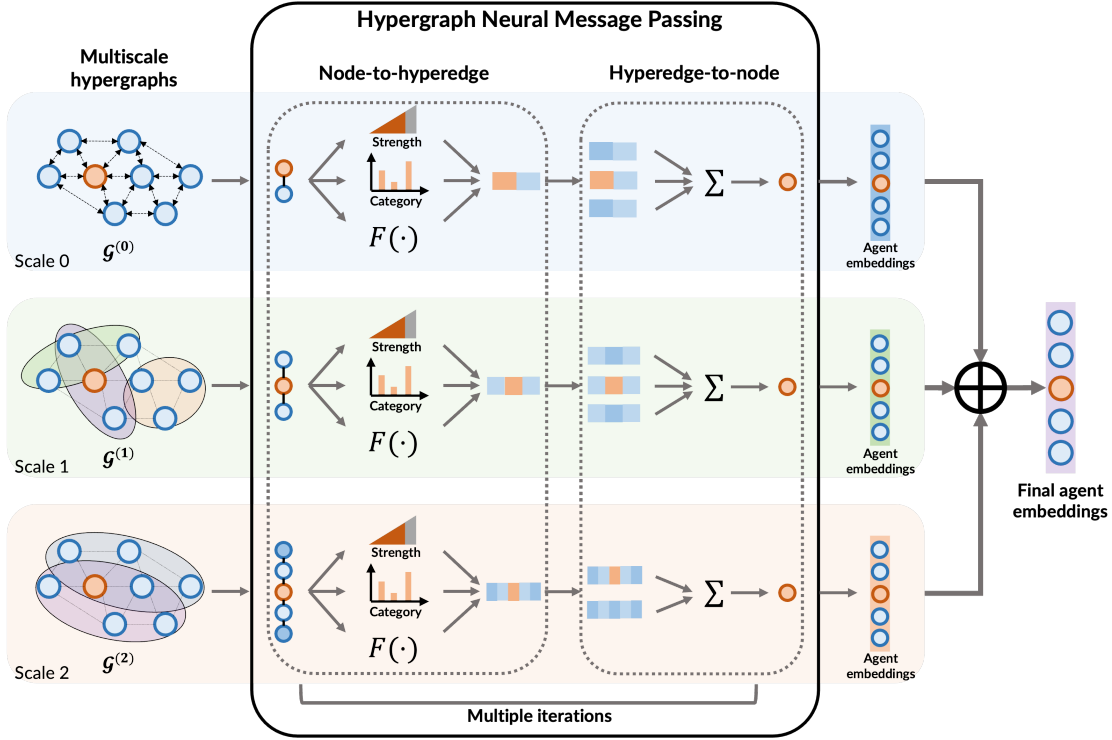 Hypergraph Neural Message Passing
Multiscale
hypergraphs
Node-to-hyperedge
Hyperedge-to-node
Strength
Category
F(·)
∑
𝒢⁽⁰⁾
Scale 0
Agent
embeddings
Strength
Category
F(·)
∑
𝒢⁽¹⁾
Scale 1
Agent
embeddings
Final agent
embeddings
Strength
Category
F(·)
∑
𝒢⁽²⁾
Scale 2
Agent
embeddings
Multiple iterations